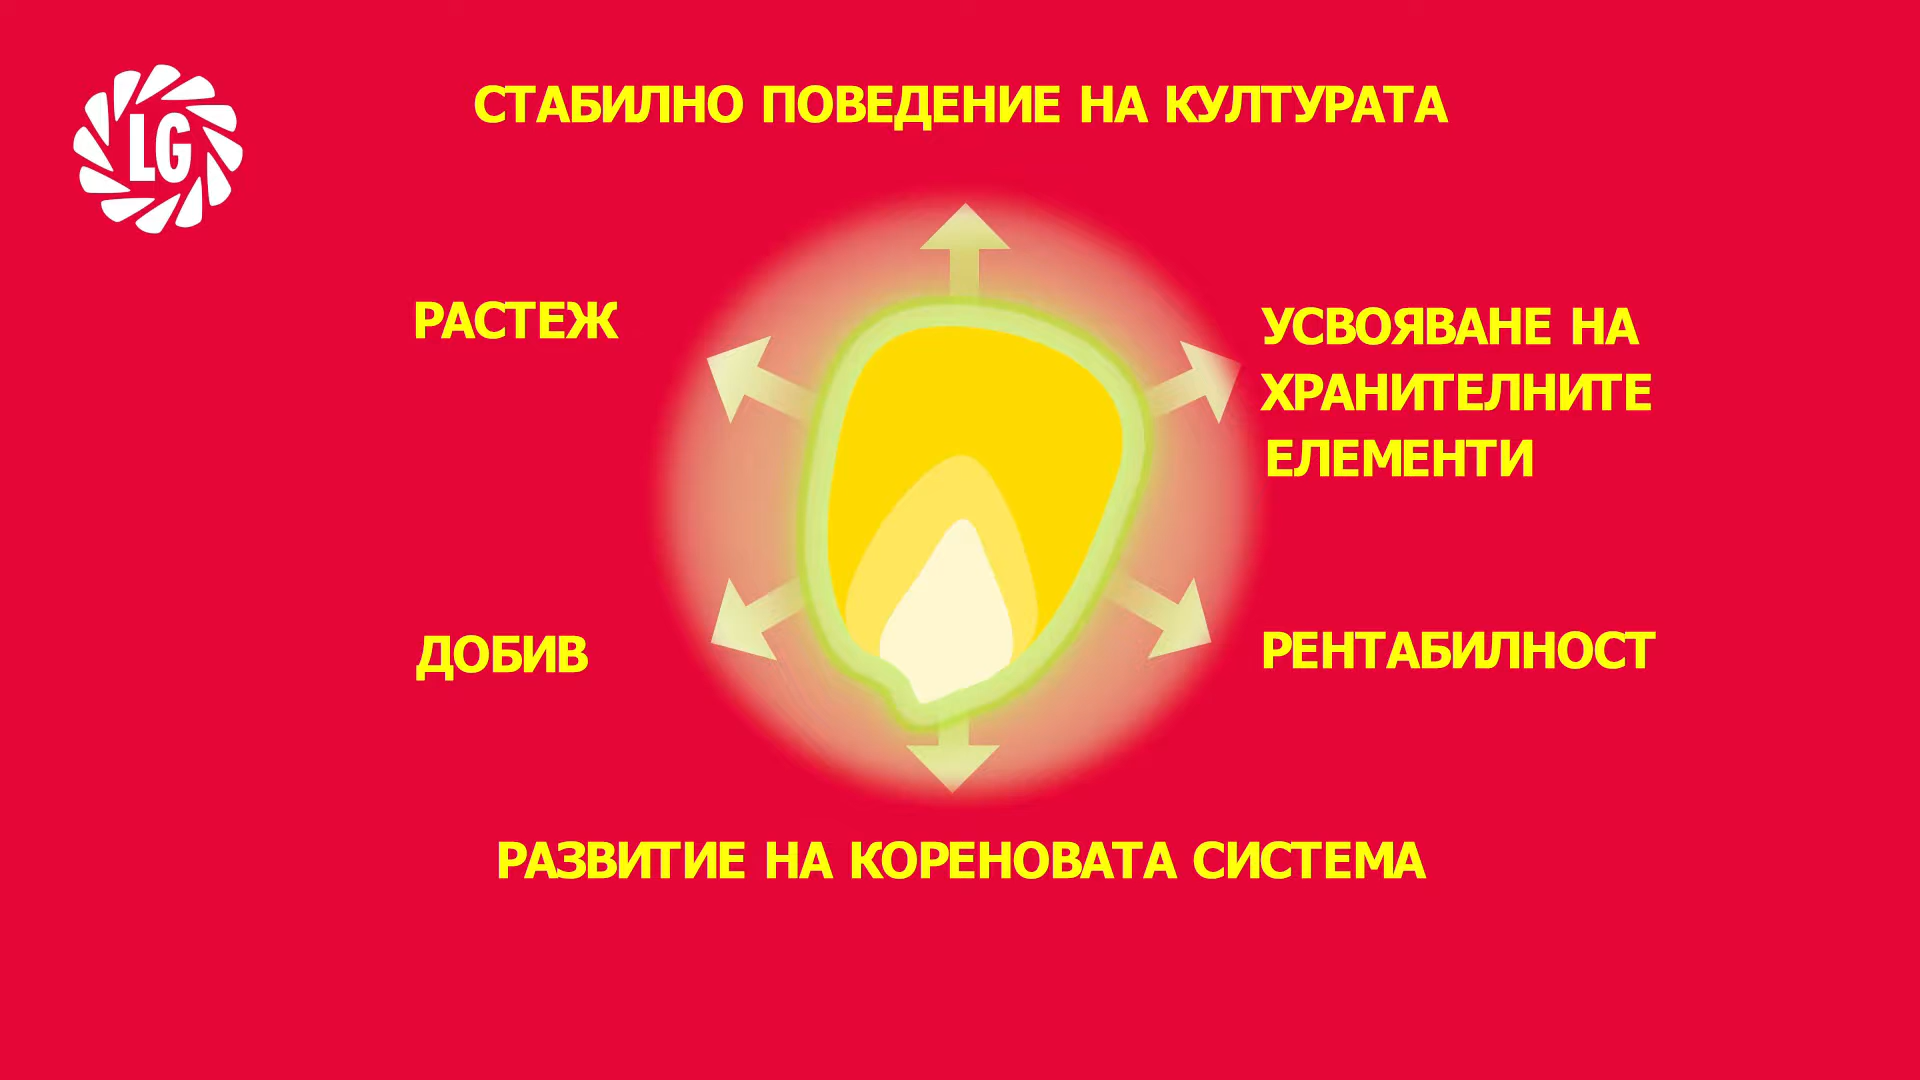 LG
СТАБИЛНО ПОВЕДЕНИЕ НА КУЛТУРАТА
РАСТЕЖ
УСВОЯВАНЕ НА
ХРАНИТЕЛНИТЕ
ЕЛЕМЕНТИ
ДОБИВ
РЕНТАБИЛНОСТ
РАЗВИТИЕ НА КОРЕНОВАТА СИСТЕМА